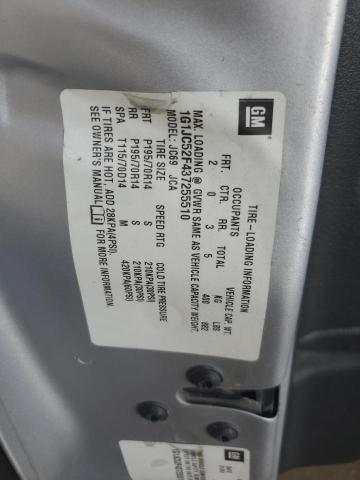 GM
TIRE-LOADING INFORMATION
OCCUPANTS VEHICLE CAP. WT.
FRT. CTR. RR. TOTAL KG LBS
2 0 3 5 400 882
MAX. LOADING @ GVWR SAME AS VEHICLE CAPACITY WEIGHT.
1G1JC52F437255510
MODEL: JC69 JCA
TIRE SIZE SPEED RTG COLD TIRE PRESSURE
FRT P195/70R14 S 210KPA(30PSI)
RR P195/70R14 S 210KPA(30PSI)
SPA T115/70D14 M 420KPA(60PSI)
IF TIRES ARE HOT, ADD 28KPA(4PSI)
SEE OWNER'S MANUAL FOR MORE INFORMATION
GM